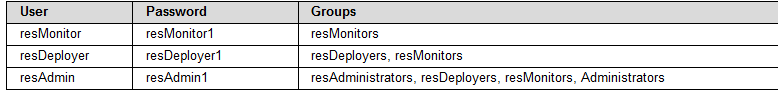 User Password Groups
resMonitor resMonitor1 resMonitors
resDeployer resDeployer1 resDeployers, resMonitors
resAdmin resAdmin1 resAdministrators, resDeployers, resMonitors, Administrators